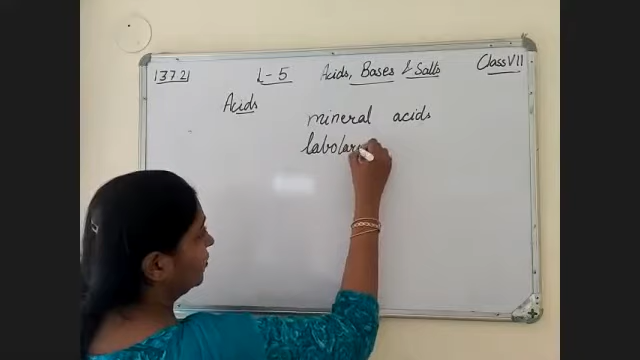 13721 L-5 Acids, Bases & Salts Class VII
Acids
mineral acids
labolar